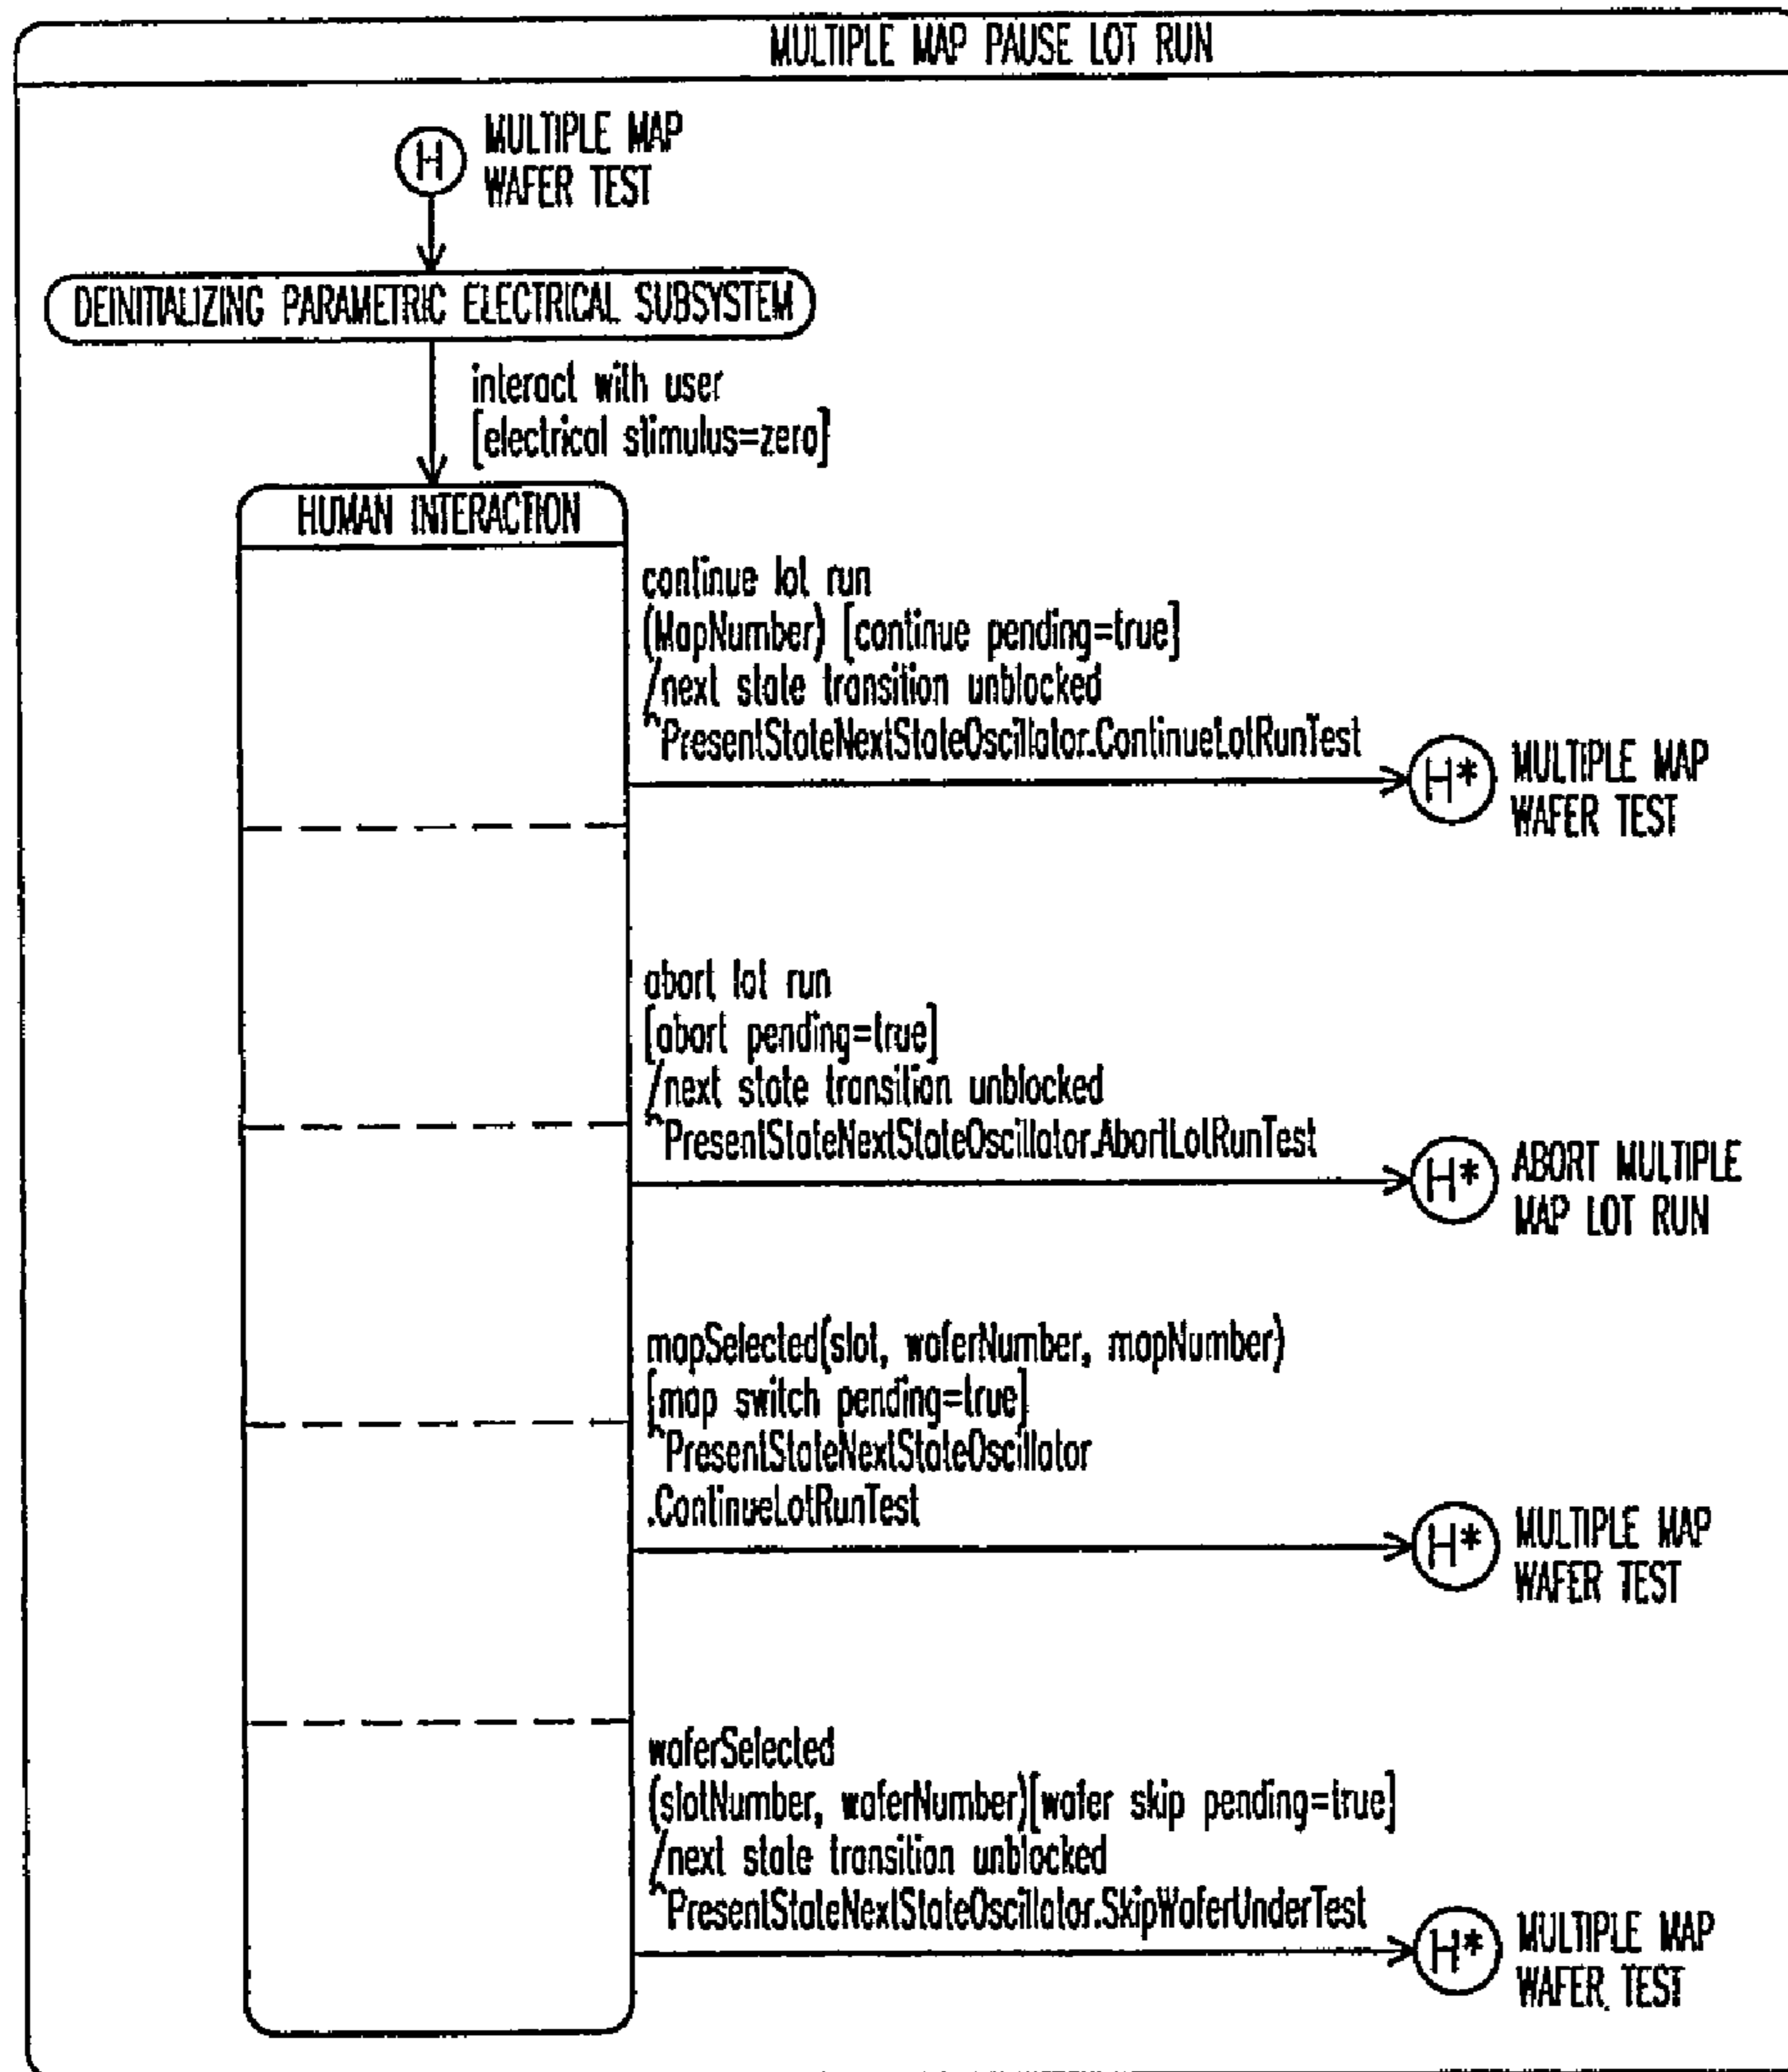 MULTIPLE MAP PAUSE LOT RUN
H
MULTIPLE MAP
WAFER TEST
DEINITIALIZING PARAMETRIC ELECTRICAL SUBSYSTEM
interact with user
[electrical stimulus=zero]
HUMAN INTERACTION
continue lot run
(MapNumber) [continue pending=true]
/next state transition unblocked
^PresentStateNextStateOscillator.ContinueLotRunTest
H*
MULTIPLE MAP
WAFER TEST
abort lot run
[abort pending=true]
/next state transition unblocked
^PresentStateNextStateOscillator.AbortLotRunTest
H*
ABORT MULTIPLE
MAP LOT RUN
mapSelected(slot, waferNumber, mapNumber)
[map switch pending=true]
^PresentStateNextStateOscillator
.ContinueLotRunTest
H*
MULTIPLE MAP
WAFER TEST
waferSelected
(slotNumber, waferNumber)[wafer skip pending=true]
/next state transition unblocked
^PresentStateNextStateOscillator.SkipWaferUnderTest
H*
MULTIPLE MAP
WAFER TEST